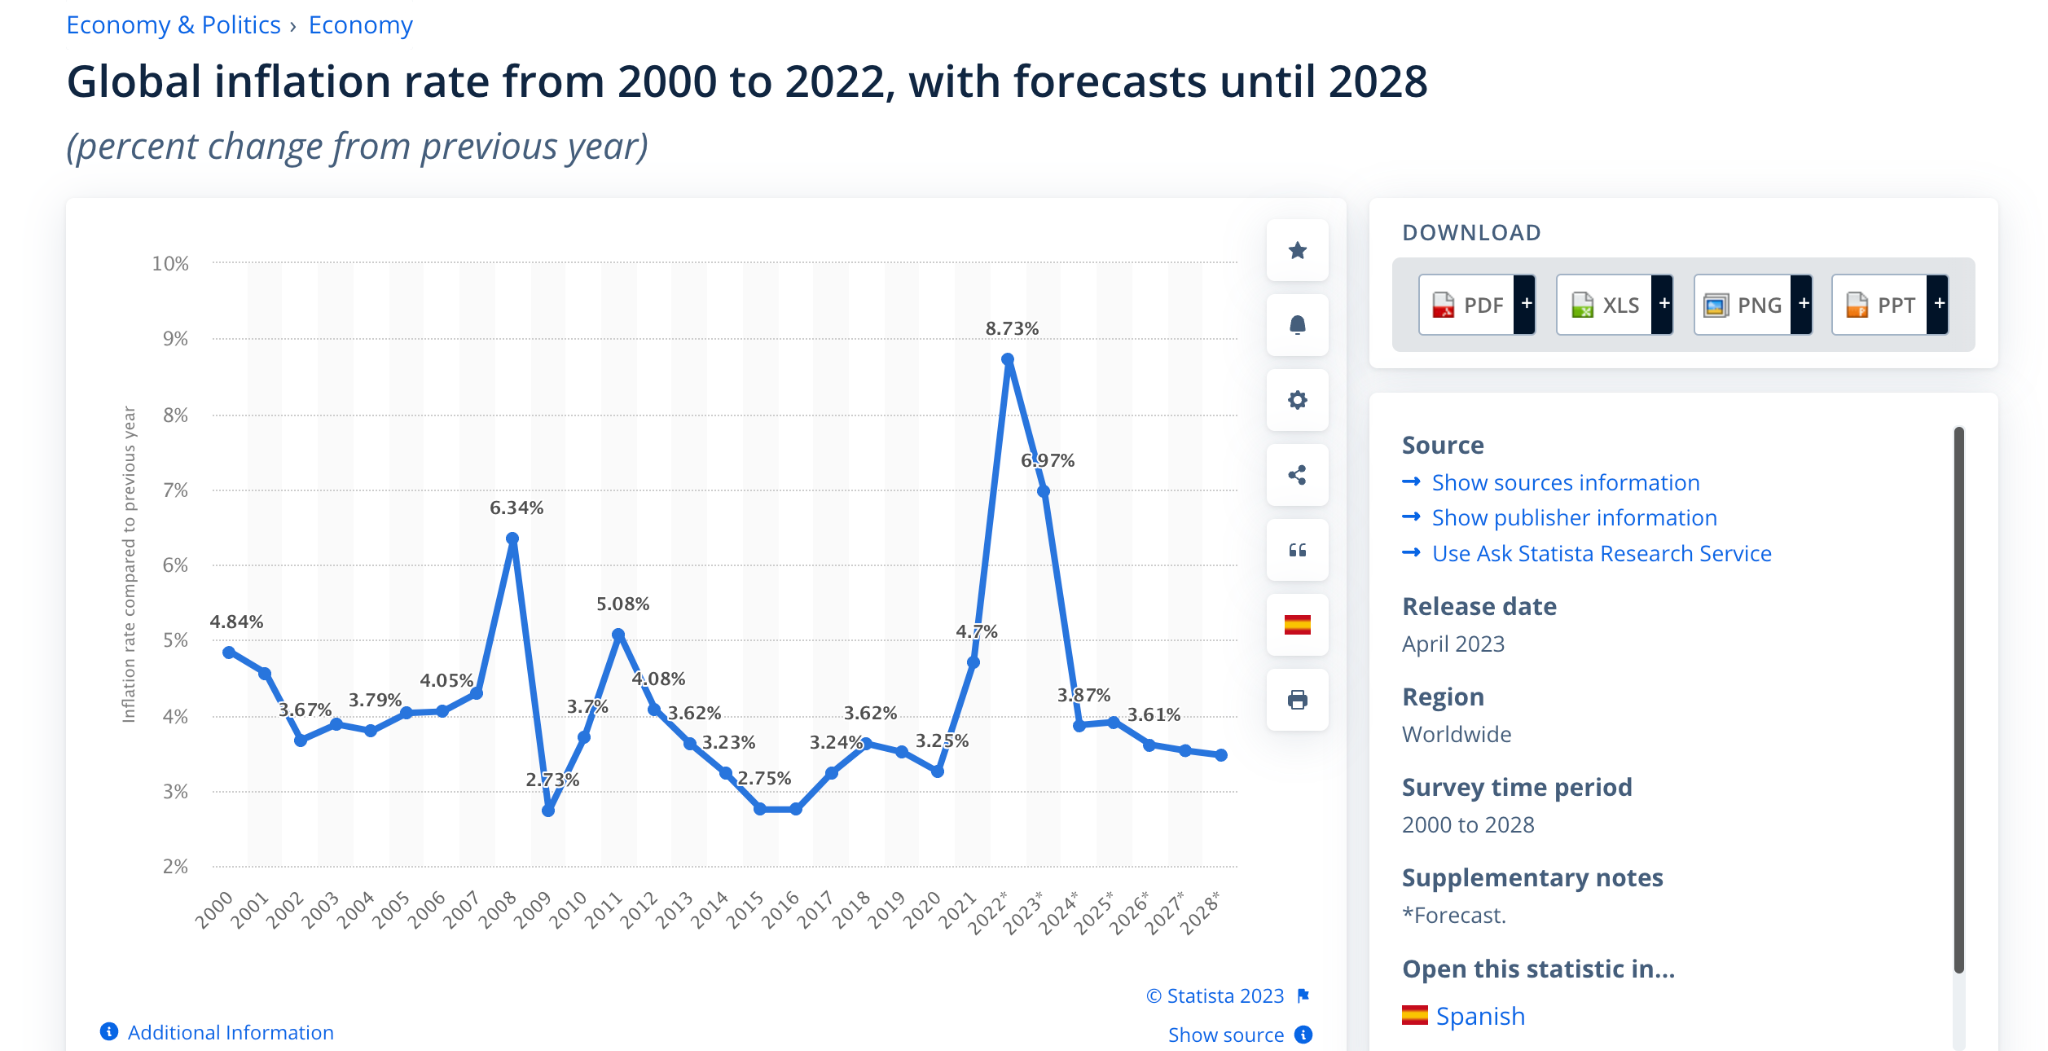 Economy & Politics › Economy
Global inflation rate from 2000 to 2022, with forecasts until 2028
(percent change from previous year)
Inflation rate compared to previous year
10%
9%
8%
7%
6%
5%
4%
3%
2%
4.84%
3.67%
3.79%
4.05%
6.34%
2.73%
3.7%
5.08%
4.08%
3.62%
3.23%
2.75%
3.24%
3.62%
3.25%
4.7%
8.73%
6.97%
3.87%
3.61%
2000
2001
2002
2003
2004
2005
2006
2007
2008
2009
2010
2011
2012
2013
2014
2015
2016
2017
2018
2019
2020
2021
2022*
2023*
2024*
2025*
2026*
2027*
2028*
© Statista 2023
Additional Information
Show source
DOWNLOAD
PDF +
XLS +
PNG +
PPT +
Source
→ Show sources information
→ Show publisher information
→ Use Ask Statista Research Service
Release date
April 2023
Region
Worldwide
Survey time period
2000 to 2028
Supplementary notes
*Forecast.
Open this statistic in...
Spanish